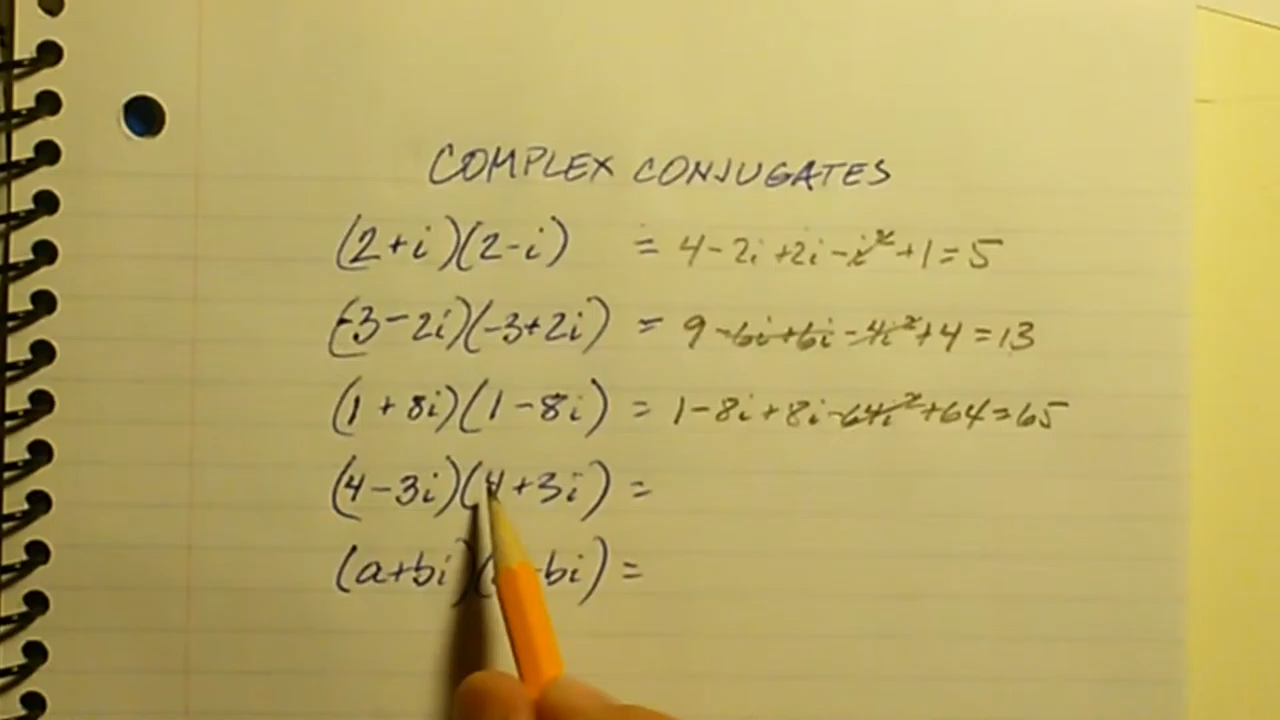 COMPLEX CONJUGATES
(2+i)(2-i) = 4-2i+2i-i²+1=5
(-3-2i)(-3+2i) = 9-6i+6i-4i²+4=13
(1+8i)(1-8i) = 1-8i+8i-64i²+64=65
(4-3i)(4+3i) =
(a+bi)( -bi) =